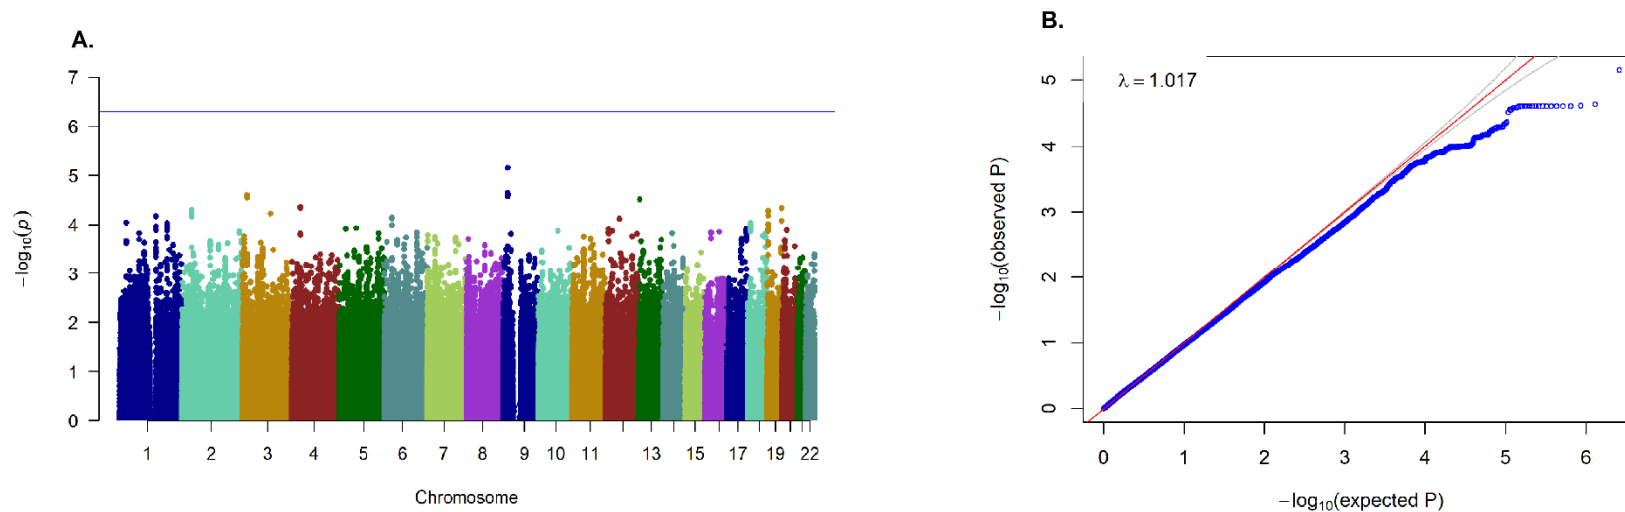 A.
7
6
5
4
3
2
1
0
−log10(p)
1 2 3 4 5 6 7 8 9 10 11 13 15 17 19 22
Chromosome
B.
λ = 1.017
5
4
3
2
1
0
−log10(observed P)
0 1 2 3 4 5 6
−log10(expected P)